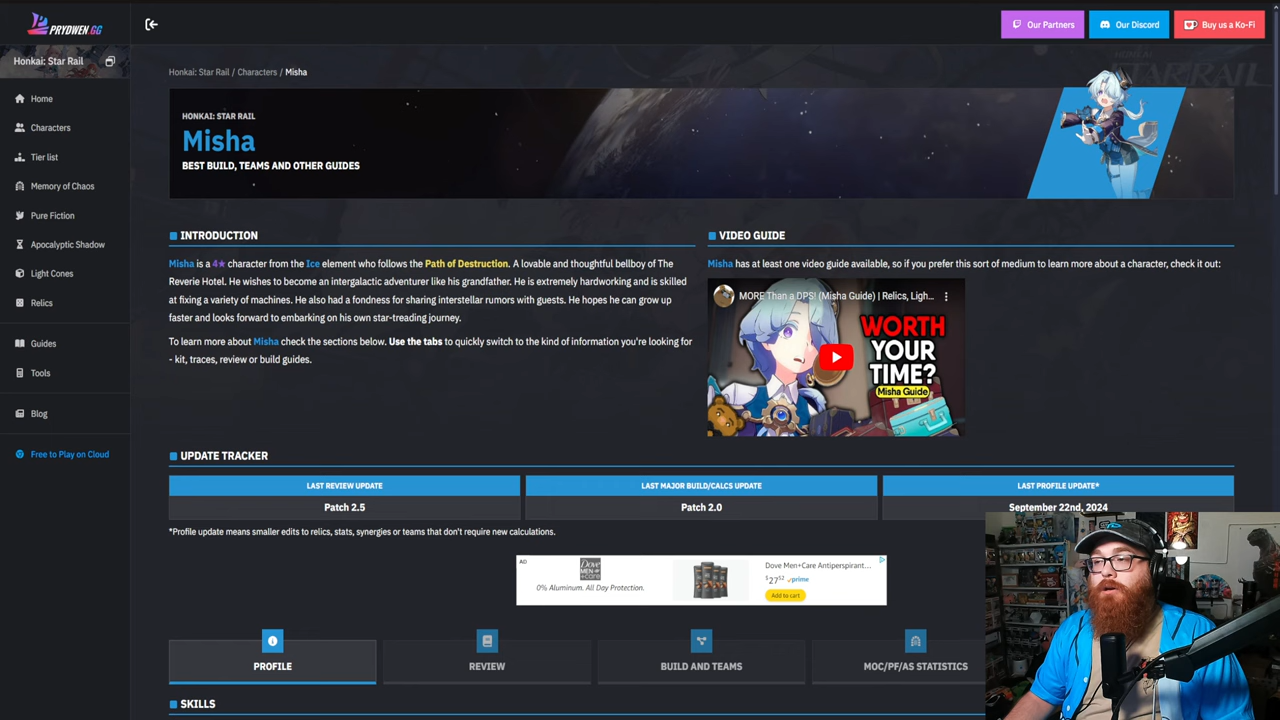 PRYDWEN.GG
Our Partners
Our Discord
Buy us a Ko-Fi
Honkai: Star Rail
Home
Characters
Tier list
Memory of Chaos
Pure Fiction
Apocalyptic Shadow
Light Cones
Relics
Guides
Tools
Blog
Free to Play on Cloud
Honkai: Star Rail / Characters / Misha
HONKAI: STAR RAIL
Misha
BEST BUILD, TEAMS AND OTHER GUIDES
HONKAI
STAR RAIL
INTRODUCTION
Misha is a 4★ character from the Ice element who follows the Path of Destruction. A lovable and thoughtful bellboy of The
Reverie Hotel. He wishes to become an intergalactic adventurer like his grandfather. He is extremely hardworking and is skilled
at fixing a variety of machines. He also had a fondness for sharing interstellar rumors with guests. He hopes he can grow up
faster and looks forward to embarking on his own star-treading journey.
To learn more about Misha check the sections below. Use the tabs to quickly switch to the kind of information you're looking for
- kit, traces, review or build guides.
VIDEO GUIDE
Misha has at least one video guide available, so if you prefer this sort of medium to learn more about a character, check it out:
MORE Than a DPS! (Misha Guide) | Relics, Ligh...
WORTH
YOUR
TIME?
Misha Guide
UPDATE TRACKER
LAST REVIEW UPDATE
Patch 2.5
LAST MAJOR BUILD/CALCS UPDATE
Patch 2.0
LAST PROFILE UPDATE*
September 22nd, 2024
*Profile update means smaller edits to relics, stats, synergies or teams that don't require new calculations.
AD
Dove
MEN+
CARE
0% Aluminum. All Day Protection.
Dove Men+Care Antiperspirant...
$27 52 prime
Add to cart
PROFILE
REVIEW
BUILD AND TEAMS
MOC/PF/AS STATISTICS
SKILLS